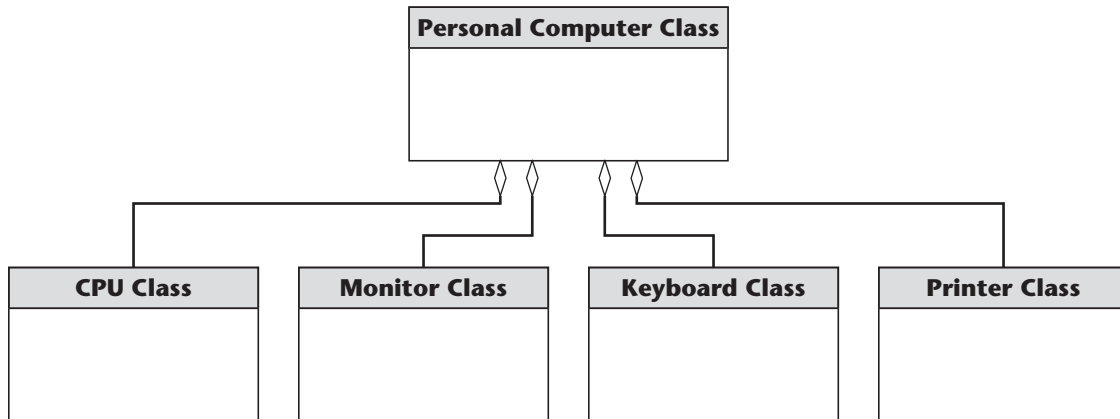 Personal Computer Class
CPU Class
Monitor Class
Keyboard Class
Printer Class